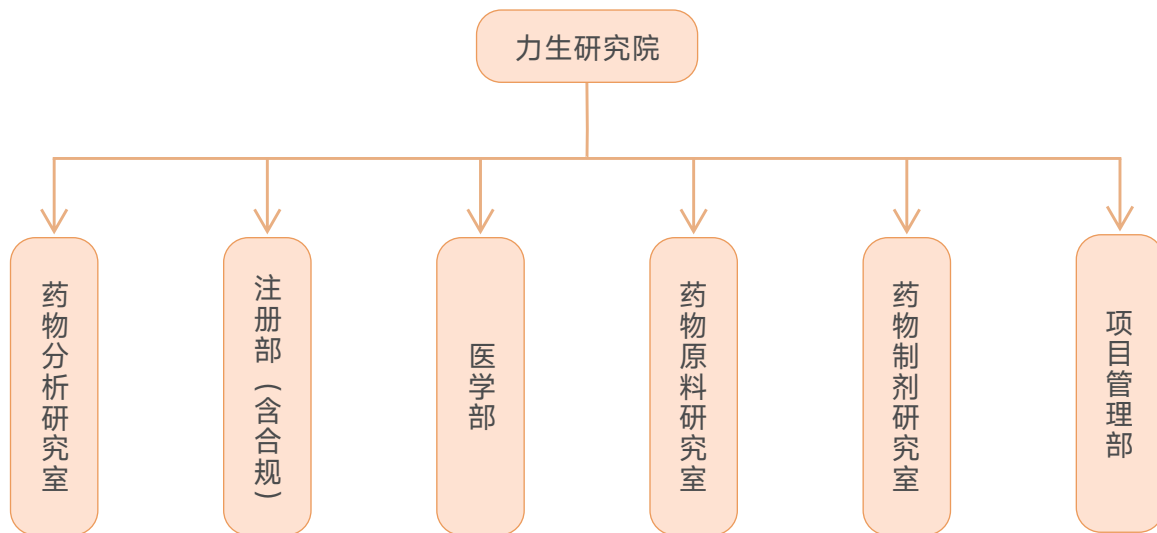 力生研究院
药物分析研究室
注册部（含合规）
医学部
药物原料研究室
药物制剂研究室
项目管理部